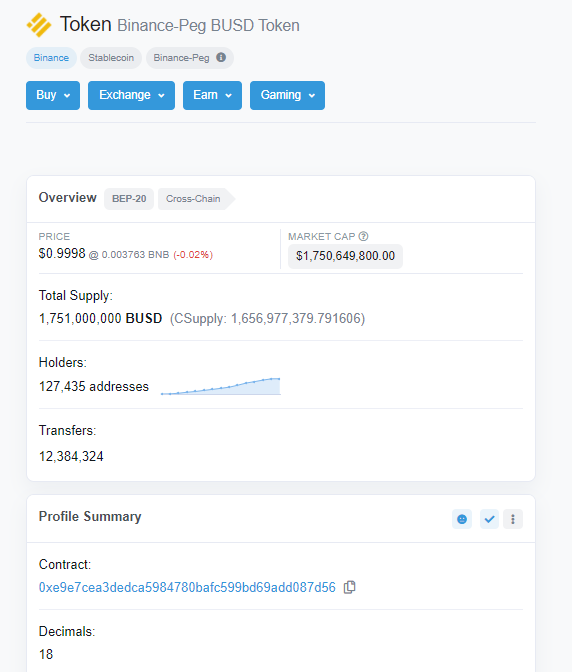 Token Binance-Peg BUSD Token
Binance Stablecoin Binance-Peg
Buy Exchange Earn Gaming
Overview BEP-20 Cross-Chain
PRICE MARKET CAP
$0.9998 @ 0.003763 BNB (-0.02%) $1,750,649,800.00
Total Supply:
1,751,000,000 BUSD (CSupply: 1,656,977,379.791606)
Holders:
127,435 addresses
Transfers:
12,384,324
Profile Summary
Contract:
0xe9e7cea3dedca5984780bafc599bd69add087d56
Decimals:
18